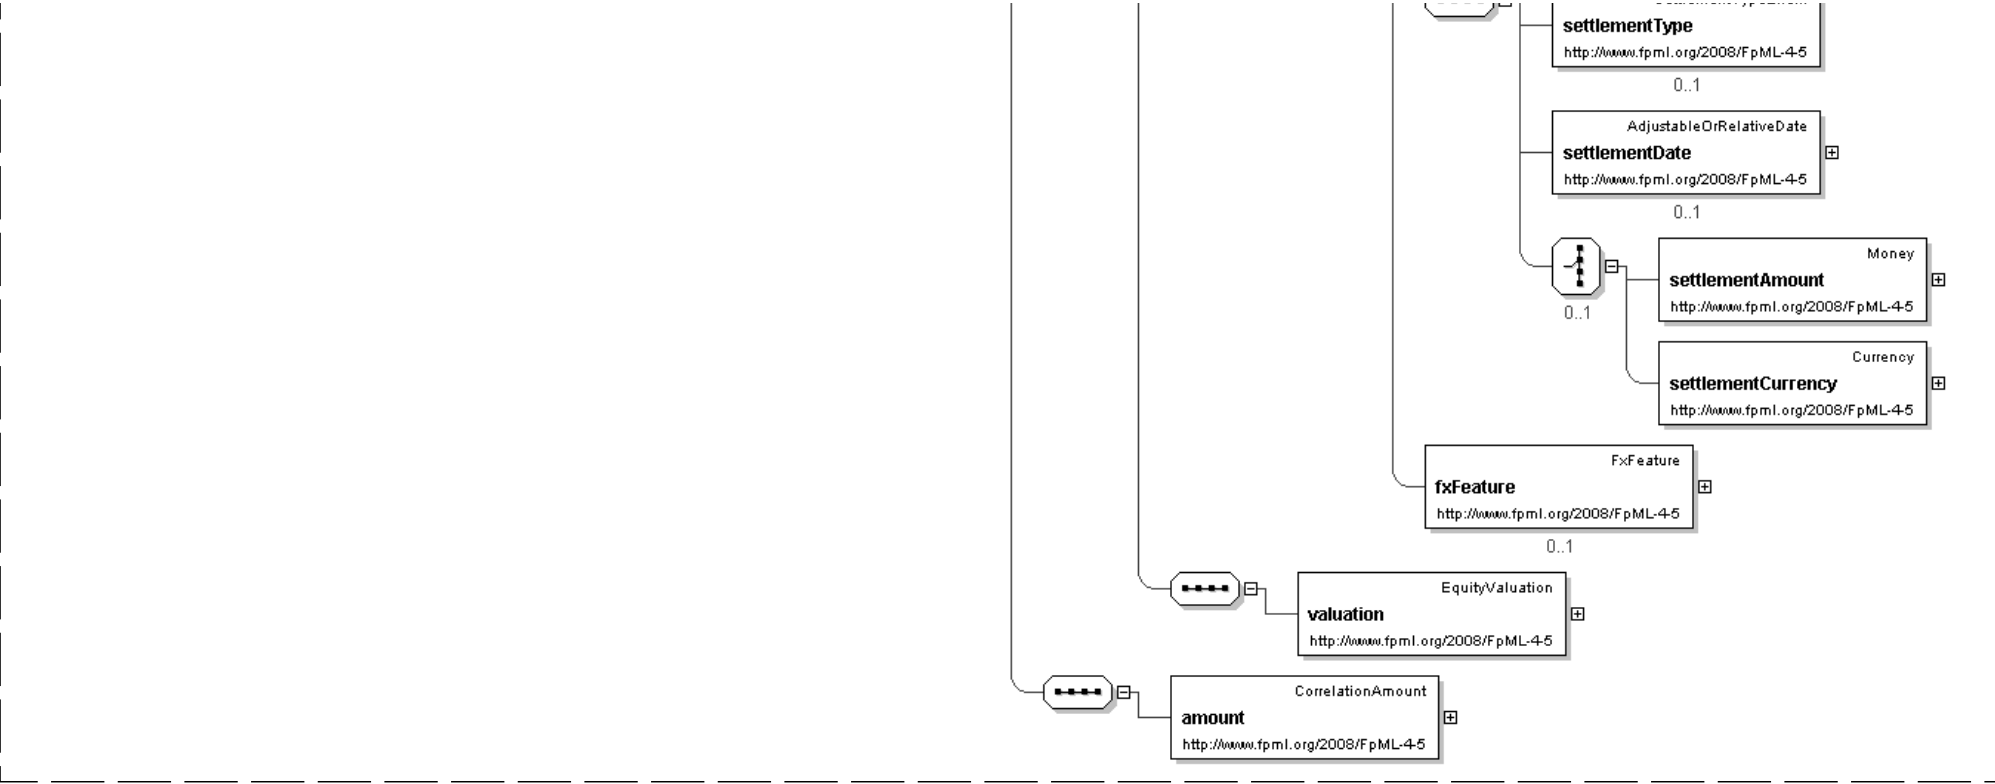 settlementType
http://www.fpml.org/2008/FpML-4-5
0..1
AdjustableOrRelativeDate
settlementDate
http://www.fpml.org/2008/FpML-4-5
0..1
Money
settlementAmount
http://www.fpml.org/2008/FpML-4-5
0..1
Currency
settlementCurrency
http://www.fpml.org/2008/FpML-4-5
FxFeature
fxFeature
http://www.fpml.org/2008/FpML-4-5
0..1
EquityValuation
valuation
http://www.fpml.org/2008/FpML-4-5
CorrelationAmount
amount
http://www.fpml.org/2008/FpML-4-5